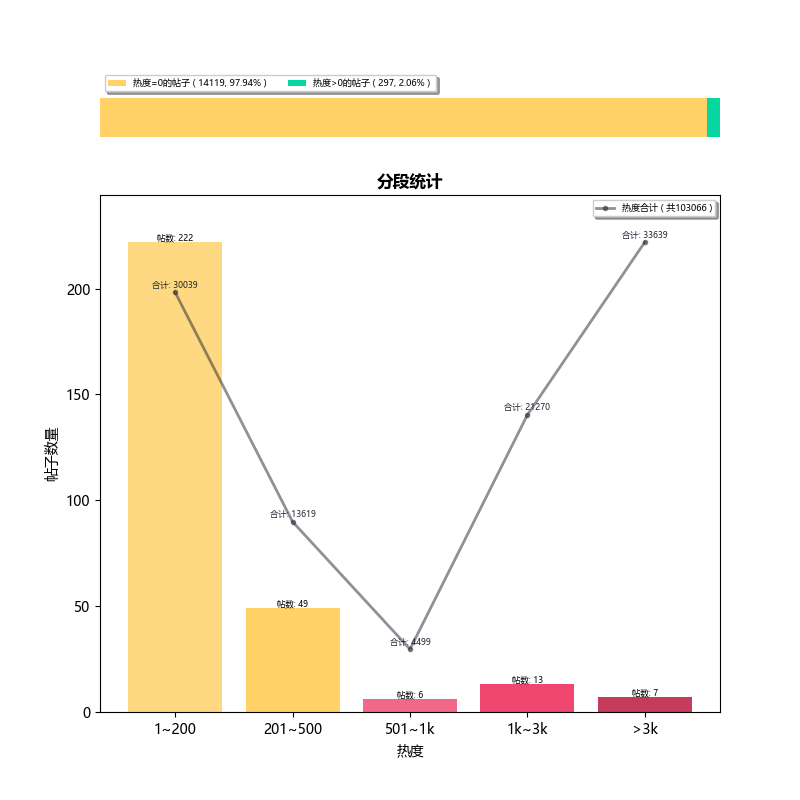 热度=0的帖子 ( 14119, 97.94% ) 热度>0的帖子 ( 297, 2.06% )
分段统计
热度合计 ( 共103066 )
合计: 33639
帖数: 222
合计: 30039
合计: 21270
合计: 13619
帖数: 49
合计: 4499
帖数: 6
帖数: 13
帖数: 7
帖子数量
200
150
100
50
0
1~200 201~500 501~1k 1k~3k >3k
热度